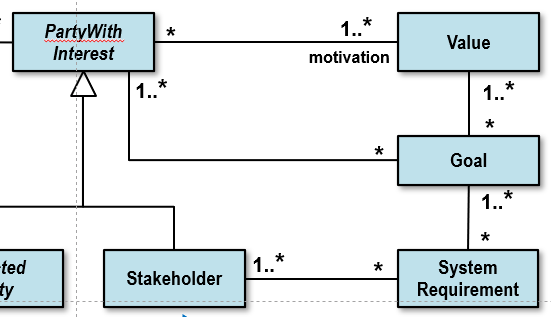 PartyWith
Interest
*
1..*
motivation
Value
1..*
1..*
*
*
Goal
1..*
*
Stakeholder
1..*
*
System
Requirement